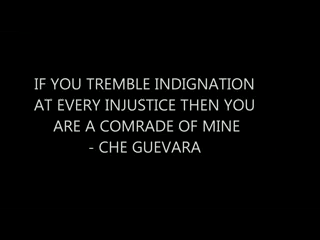 IF YOU TREMBLE INDIGNATION
AT EVERY INJUSTICE THEN YOU
ARE A COMRADE OF MINE
- CHE GUEVARA